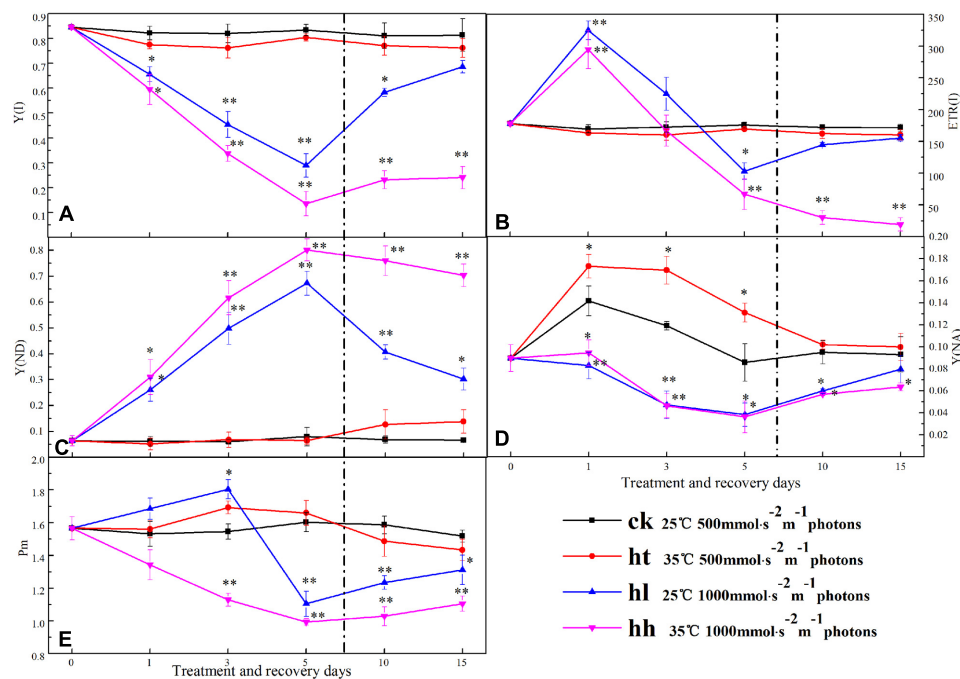 0.9
0.8
0.7
0.6
0.5
0.4
0.3
0.2
0.1
Y(I)
A
* * ** ** ** ** * ** **
350
300
250
200
150
100
50
ETR(I)
B
** ** * ** ** **
0.8
0.7
0.6
0.5
0.4
0.3
0.2
0.1
Y(ND)
C
* * ** ** ** ** ** ** ** *
0.20
0.18
0.16
0.14
0.12
0.10
0.08
0.06
0.04
0.02
Y(NA)
D
* * * * ** ** ** * * * * *
0 1 3 5 10 15
Treatment and recovery days
2.0
1.8
1.6
1.4
1.2
1.0
0.8
Pm
E
* ** ** ** ** ** * **
0 1 3 5 10 15
Treatment and recovery days
ck 25℃ 500mmol·s-2m-1photons
ht 35℃ 500mmol·s-2m-1photons
hl 25℃ 1000mmol·s-2m-1photons
hh 35℃ 1000mmol·s-2m-1photons